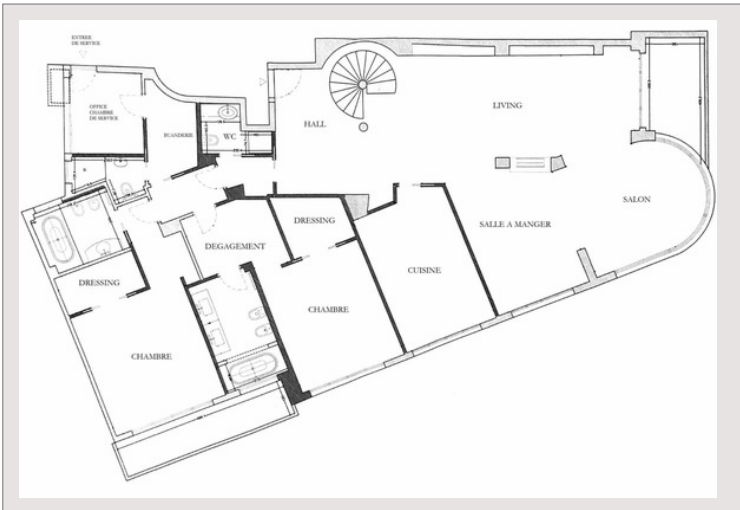 ENTREE
DE SERVICE
OFFICE
CHAMBRE
DE SERVICE
BUANDERIE
WC
HALL
LIVING
SALON
SALLE A MANGER
DRESSING
DEGAGEMENT
CUISINE
DRESSING
CHAMBRE
CHAMBRE